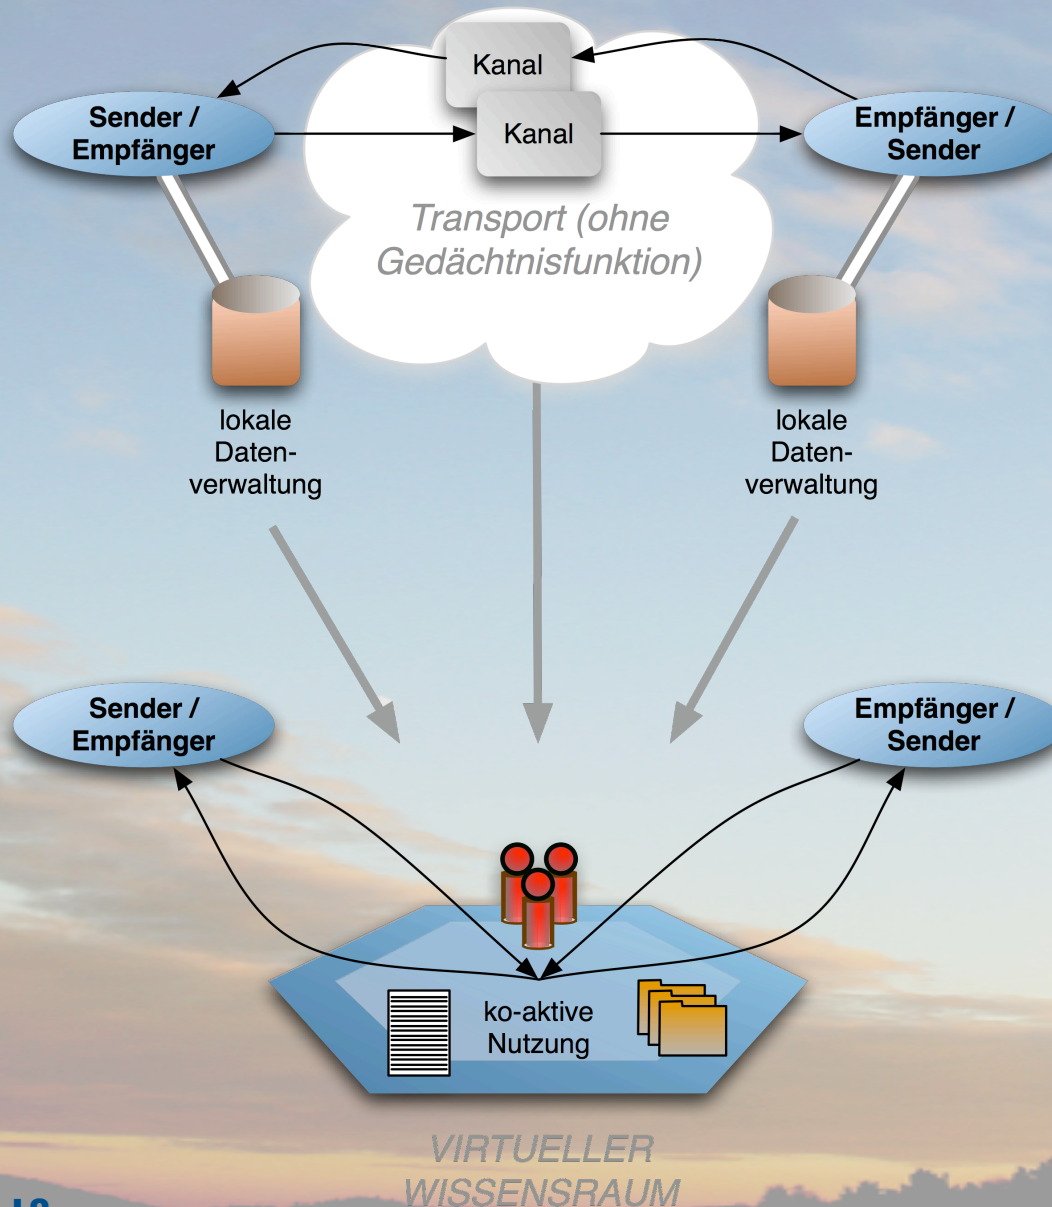 Kanal
Sender /
Empfänger
Kanal
Empfänger /
Sender
Transport (ohne
Gedächtnisfunktion)
lokale
Daten-
verwaltung
lokale
Daten-
verwaltung
Sender /
Empfänger
Empfänger /
Sender
ko-aktive
Nutzung
VIRTUELLER
WISSENSRAUM